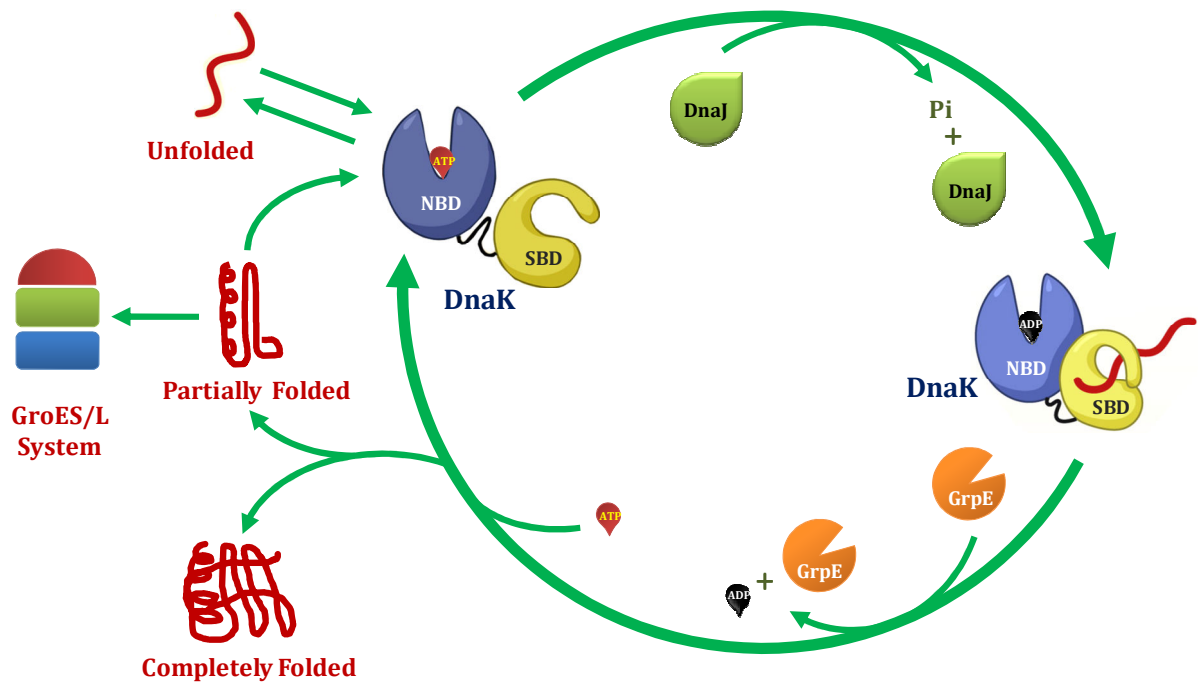 DnaJ
Pi
+
DnaJ
Unfolded
ATP
NBD
SBD
DnaK
ADP
NBD
SBD
DnaK
Partially Folded
GroES/L
System
GrpE
ATP
GrpE
+
ADP
Completely Folded